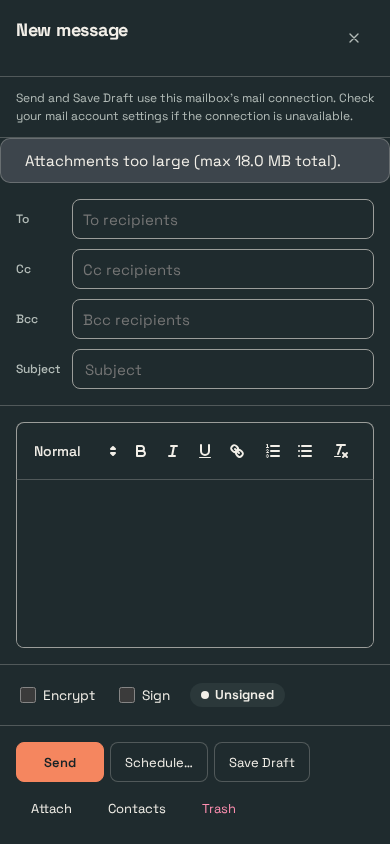 New message
Send and Save Draft use this mailbox's mail connection. Check
your mail account settings if the connection is unavailable.
Attachments too large (max 18.0 MB total).
To
To recipients
Cc
Cc recipients
Bcc
Bcc recipients
Subject
Subject
Normal
Encrypt
Sign
Unsigned
Send
Schedule...
Save Draft
Attach
Contacts
Trash